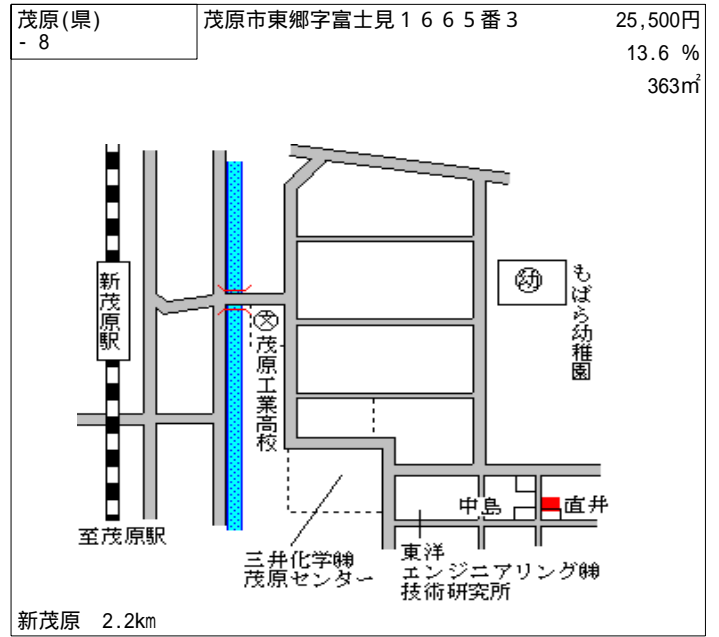 茂原(県)
- 8
茂原市東郷字富士見１６６５番３
25,500円
13.6 %
363㎡
新茂原駅
幼
もばら幼稚園
文
茂原工業高校
中島
直井
至茂原駅
三井化学㈱
茂原センター
東洋
エンジニアリング㈱
技術研究所
新茂原 2.2km